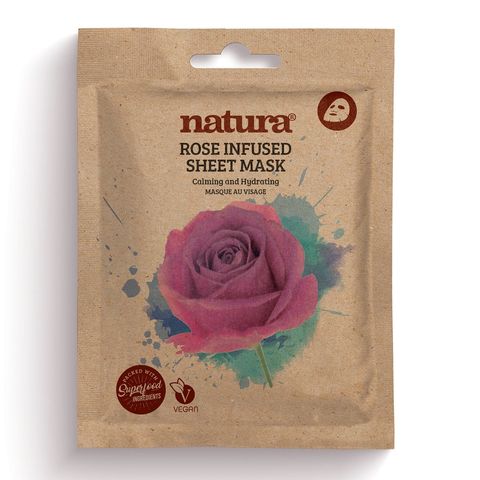 natura®
ROSE INFUSED
SHEET MASK
Calming and Hydrating
MASQUE AU VISAGE
PACKED WITH
Superfood
INGREDIENTS
V
VEGAN